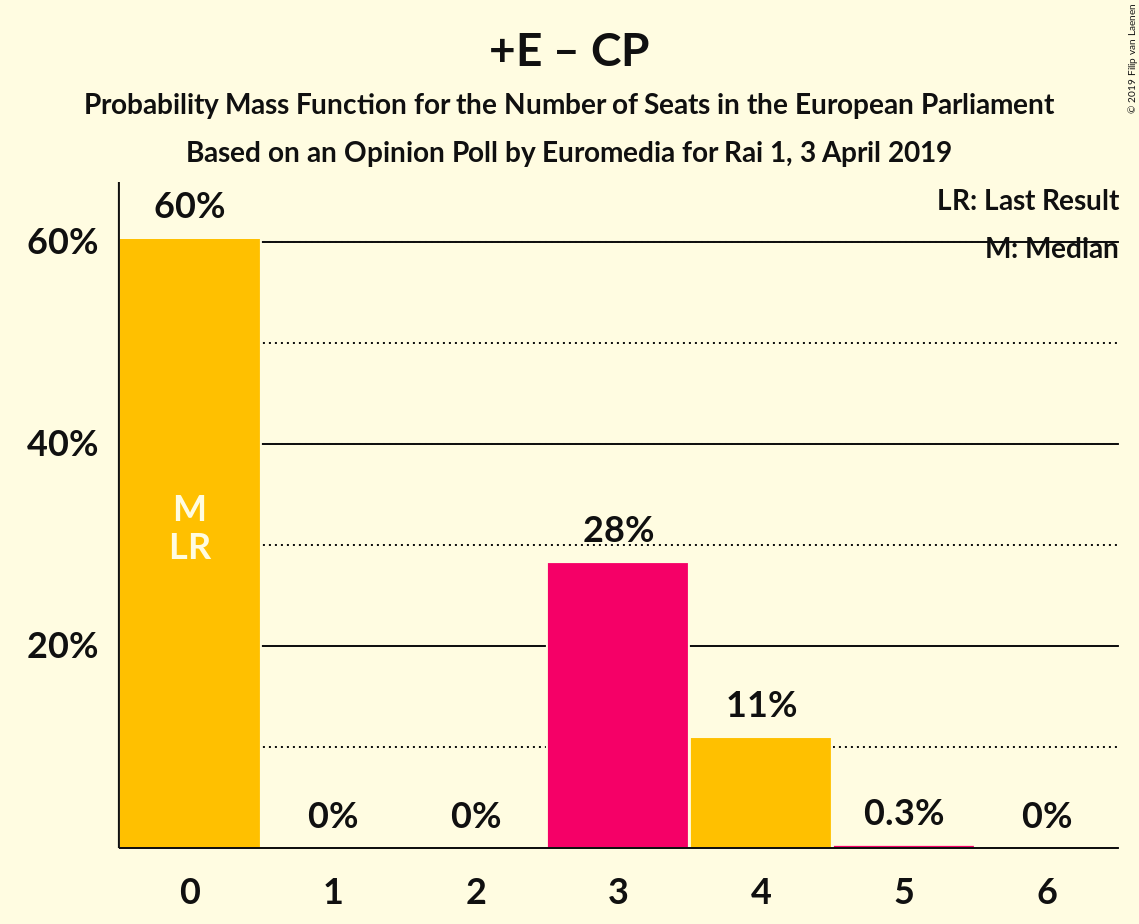 +E – CP
Probability Mass Function for the Number of Seats in the European Parliament
Based on an Opinion Poll by Euromedia for Rai 1, 3 April 2019
© 2019 Filip van Laenen
LR: Last Result
M: Median
60%
40%
20%
60%
M
LR
0%
0%
28%
11%
0.3%
0%
0 1 2 3 4 5 6